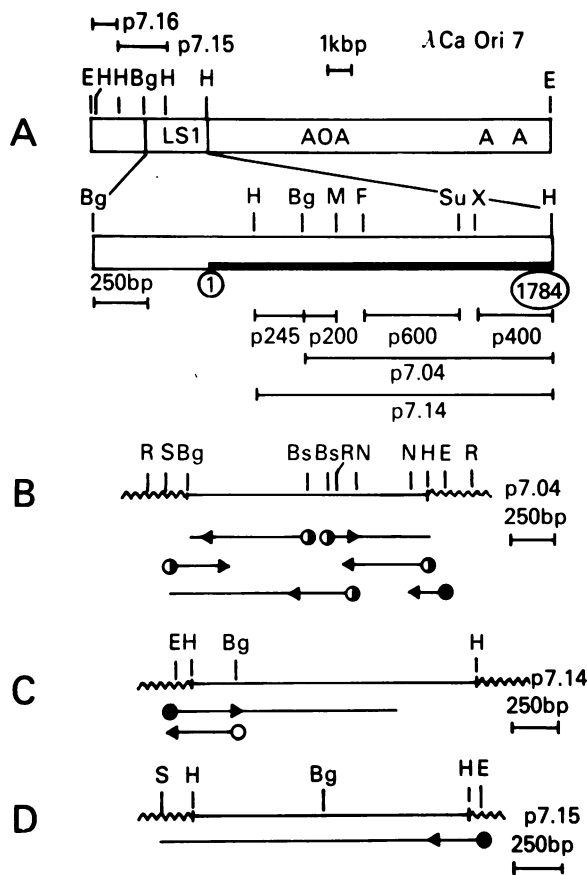 p7.16
p7.15
1kbp
λCa Ori 7
E H H Bg H H E
A
LS1 A O A A A
Bg H Bg M F Su X H
250bp
1 1784
p245 p200 p600 p400
p7.04
p7.14
R S Bg Bs Bs R N N H E R
B
p7.04
250bp
E H Bg H
C
p7.14
250bp
S H Bg H E
D
p7.15
250bp